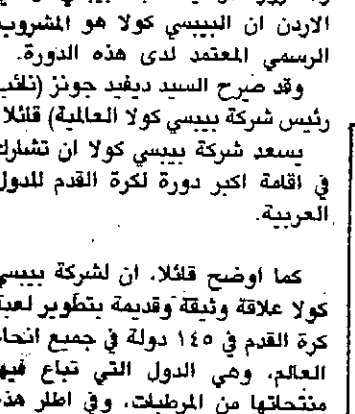 الاردن ان البيبسي كولا هو المشروب
الرسمي المعتمد لدى هذه الدورة.
وقد صرح السيد ديفيد جونز (نائب
رئيس شركة بيبسي كولا العالمية) قائلا
يسعد شركة بيبسي كولا ان تشارك
في اقامة اكبر دورة لكرة القدم للدول
العربية.
كما اوضح قائلا. ان لشركة بيبسي
كولا علاقة وثيقة وقديمة بتطوير لعبة
كرة القدم في ١٤٥ دولة في جميع انحاء
العالم، وهي الدول التي تباع فيها
منتجاتها من المرطبات، وفي اطار هذه